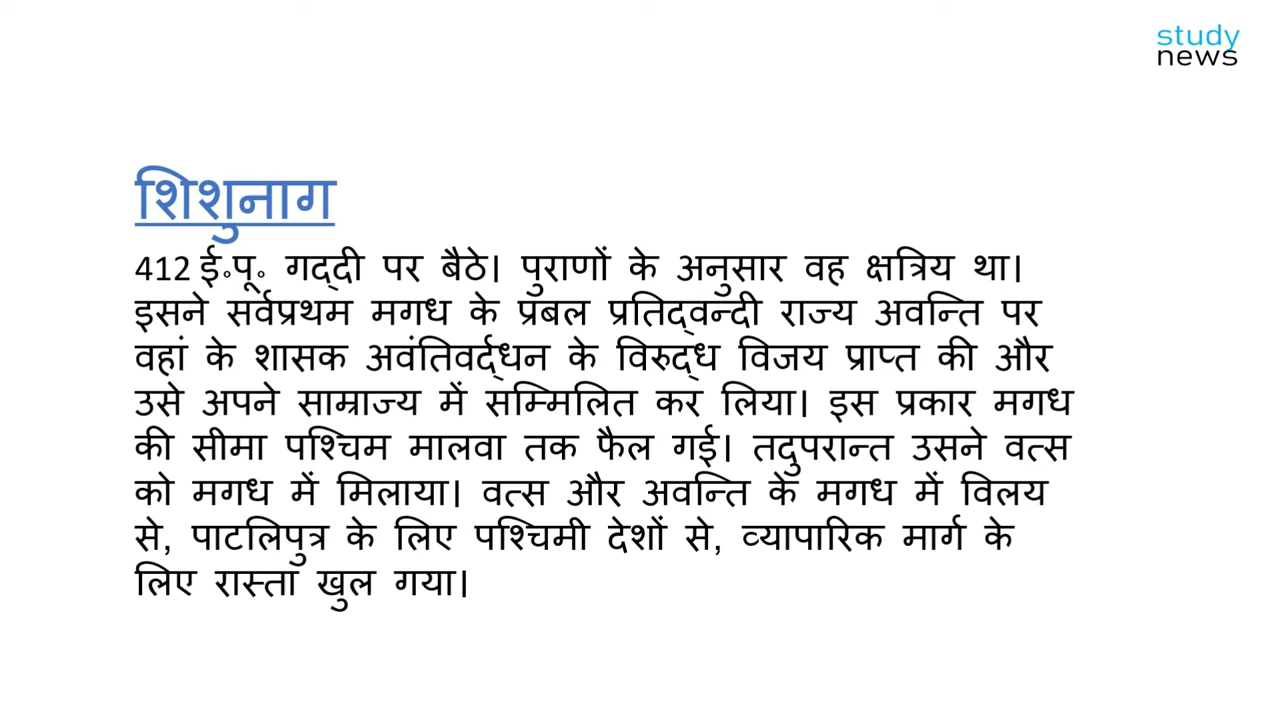 study
news
शिशुनाग
412 ई॰पू॰ गद्दी पर बैठे। पुराणों के अनुसार वह क्षत्रिय था।
इसने सर्वप्रथम मगध के प्रबल प्रतिद्वन्दी राज्य अवन्ति पर
वहां के शासक अवंतिवर्द्धन के विरुद्ध विजय प्राप्त की और
उसे अपने साम्राज्य में सम्मिलित कर लिया। इस प्रकार मगध
की सीमा पश्चिम मालवा तक फैल गई। तदुपरान्त उसने वत्स
को मगध में मिलाया। वत्स और अवन्ति के मगध में विलय
से, पाटलिपुत्र के लिए पश्चिमी देशों से, व्यापारिक मार्ग के
लिए रास्ता खुल गया।